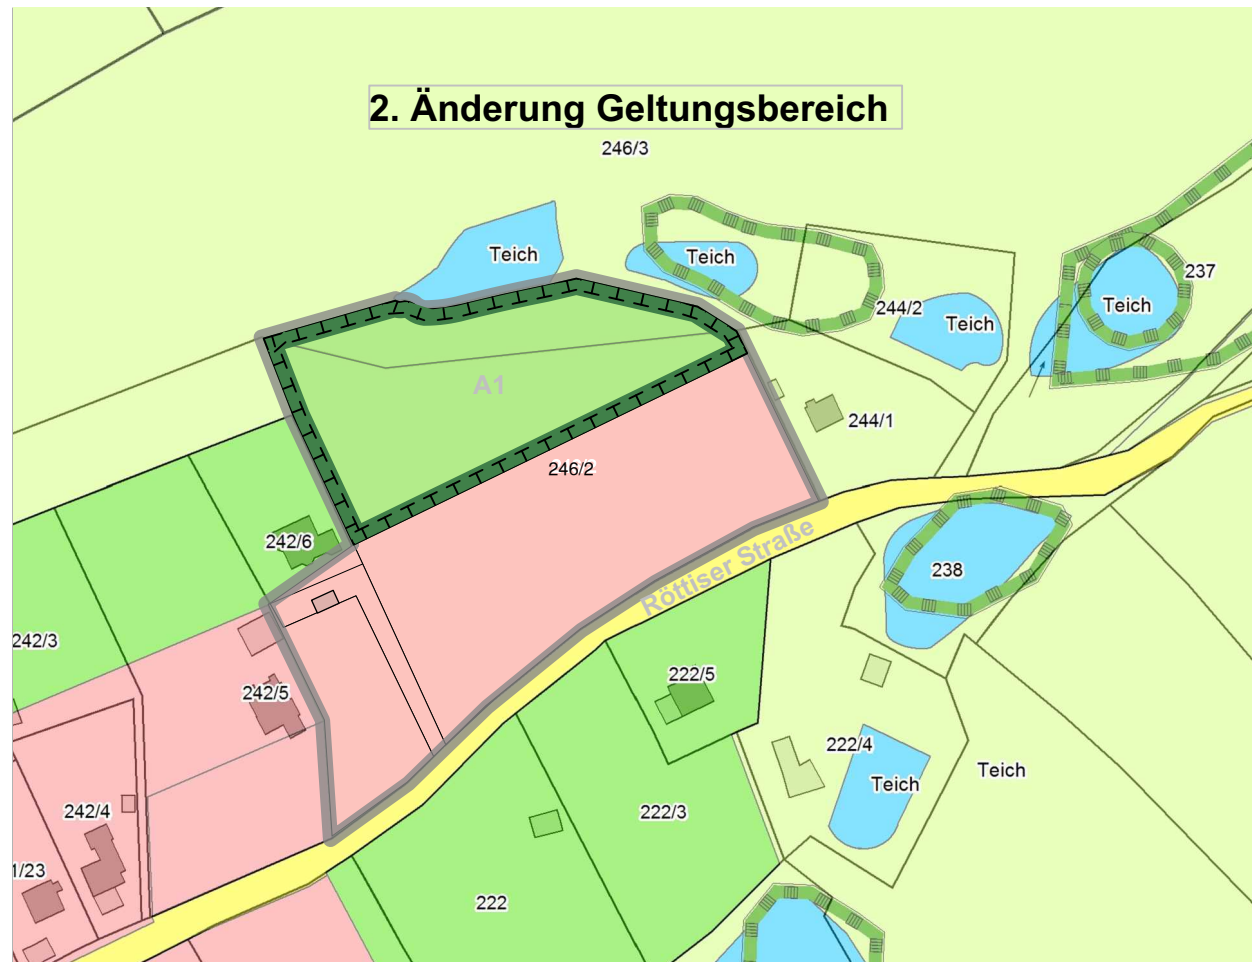 2. Änderung Geltungsbereich
246/3
Teich
Teich
237
Teich
244/2
Teich
A1
244/1
246/2
Röttiser Straße
242/6
238
242/3
222/5
242/5
222/4
Teich
Teich
242/4
222/3
1/23
222